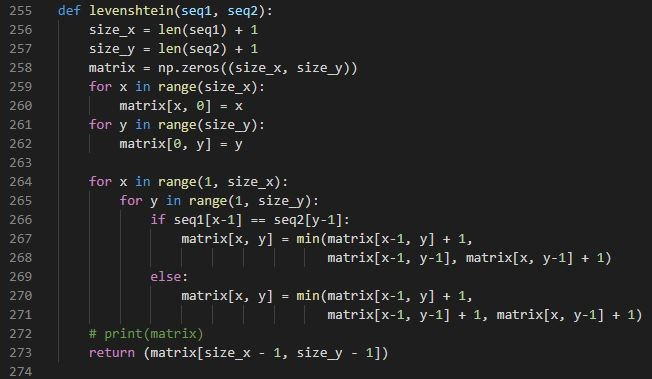 255 def levenshtein(seq1, seq2):
256     size_x = len(seq1) + 1
257     size_y = len(seq2) + 1
258     matrix = np.zeros((size_x, size_y))
259     for x in range(size_x):
260         matrix[x, 0] = x
261     for y in range(size_y):
262         matrix[0, y] = y
263
264     for x in range(1, size_x):
265         for y in range(1, size_y):
266             if seq1[x-1] == seq2[y-1]:
267                 matrix[x, y] = min(matrix[x-1, y] + 1,
268                                    matrix[x-1, y-1], matrix[x, y-1] + 1)
269             else:
270                 matrix[x, y] = min(matrix[x-1, y] + 1,
271                                    matrix[x-1, y-1] + 1, matrix[x, y-1] + 1)
272     # print(matrix)
273     return (matrix[size_x - 1, size_y - 1])
274